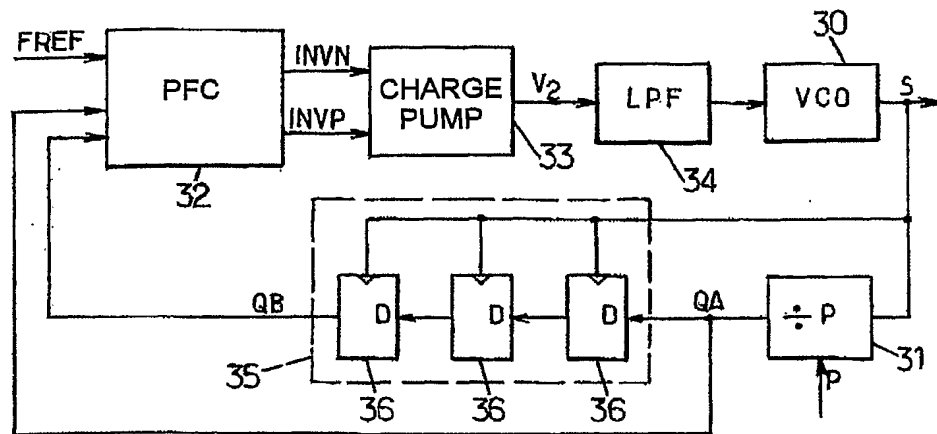 30
FREF
INVN
PFC
CHARGE
PUMP
V2
LPF
VCO
S
INVP
32
33
34
QB
D
D
D
QA
÷ P
35
36
36
36
P
31